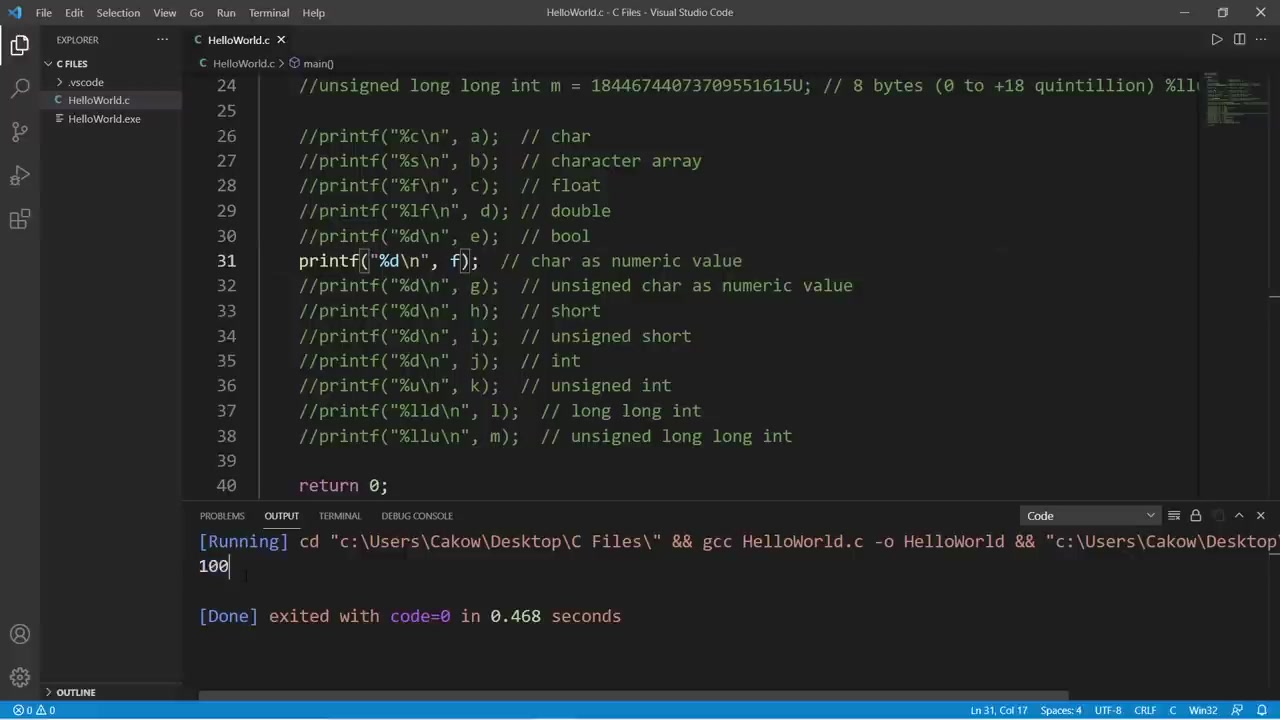 File Edit Selection View Go Run Terminal Help
HelloWorld.c - C Files - Visual Studio Code
EXPLORER ···
C FILES
.vscode
HelloWorld.c
HelloWorld.exe
C HelloWorld.c
C HelloWorld.c > main()
24 //unsigned long long int m = 18446744073709551615U; // 8 bytes (0 to +18 quintillion) %llu
25
26 //printf("%c\n", a); // char
27 //printf("%s\n", b); // character array
28 //printf("%f\n", c); // float
29 //printf("%lf\n", d); // double
30 //printf("%d\n", e); // bool
31 printf("%d\n", f); // char as numeric value
32 //printf("%d\n", g); // unsigned char as numeric value
33 //printf("%d\n", h); // short
34 //printf("%d\n", i); // unsigned short
35 //printf("%d\n", j); // int
36 //printf("%u\n", k); // unsigned int
37 //printf("%lld\n", l); // long long int
38 //printf("%llu\n", m); // unsigned long long int
39
40 return 0;
PROBLEMS OUTPUT TERMINAL DEBUG CONSOLE
Code
[Running] cd "c:\Users\Cakow\Desktop\C Files\" && gcc HelloWorld.c -o HelloWorld && "c:\Users\Cakow\Desktop
100
[Done] exited with code=0 in 0.468 seconds
OUTLINE
0 0
Ln 31, Col 17 Spaces: 4 UTF-8 CRLF C Win32